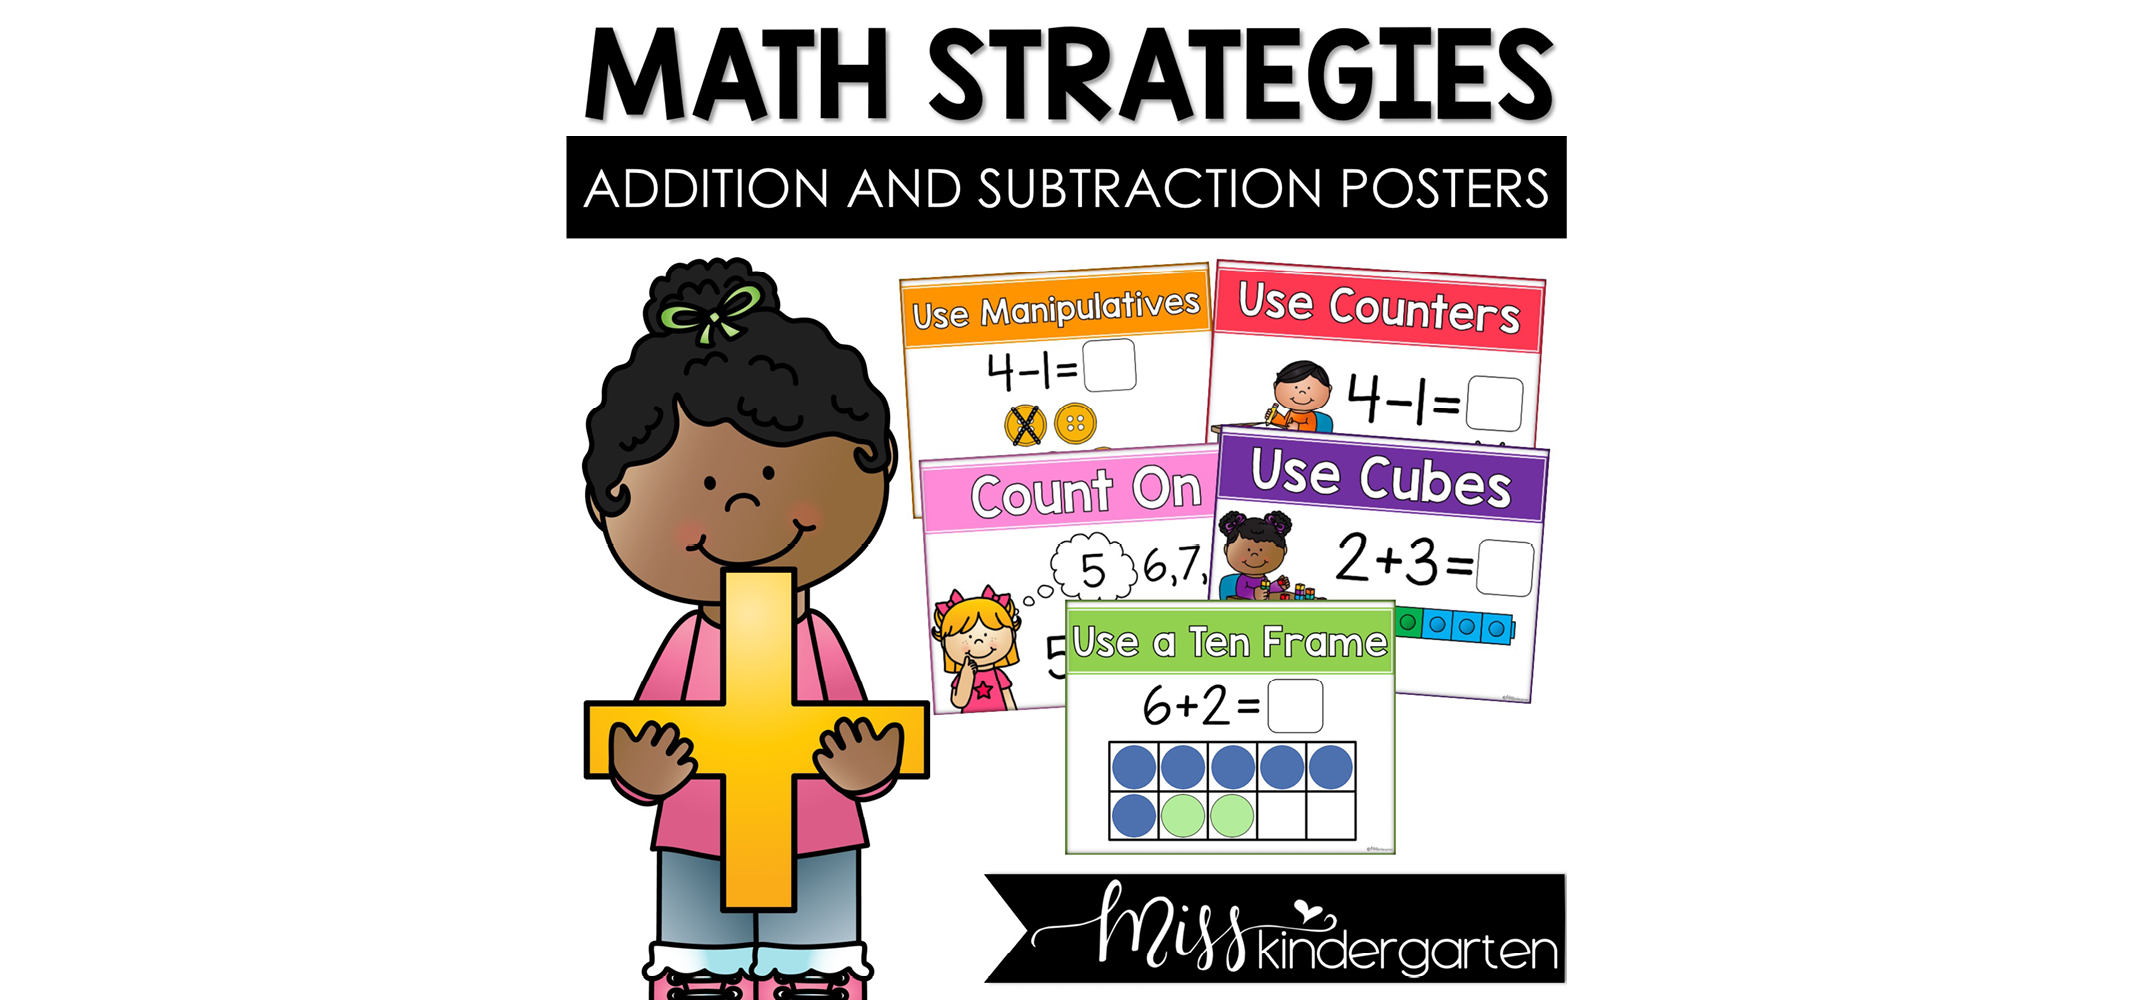 MATH STRATEGIES
ADDITION AND SUBTRACTION POSTERS
Use Manipulatives
4-1=
Use Counters
4-1=
Count On
5 6,7,
5
Use Cubes
2+3=
Use a Ten Frame
6+2=
Miss kindergarten